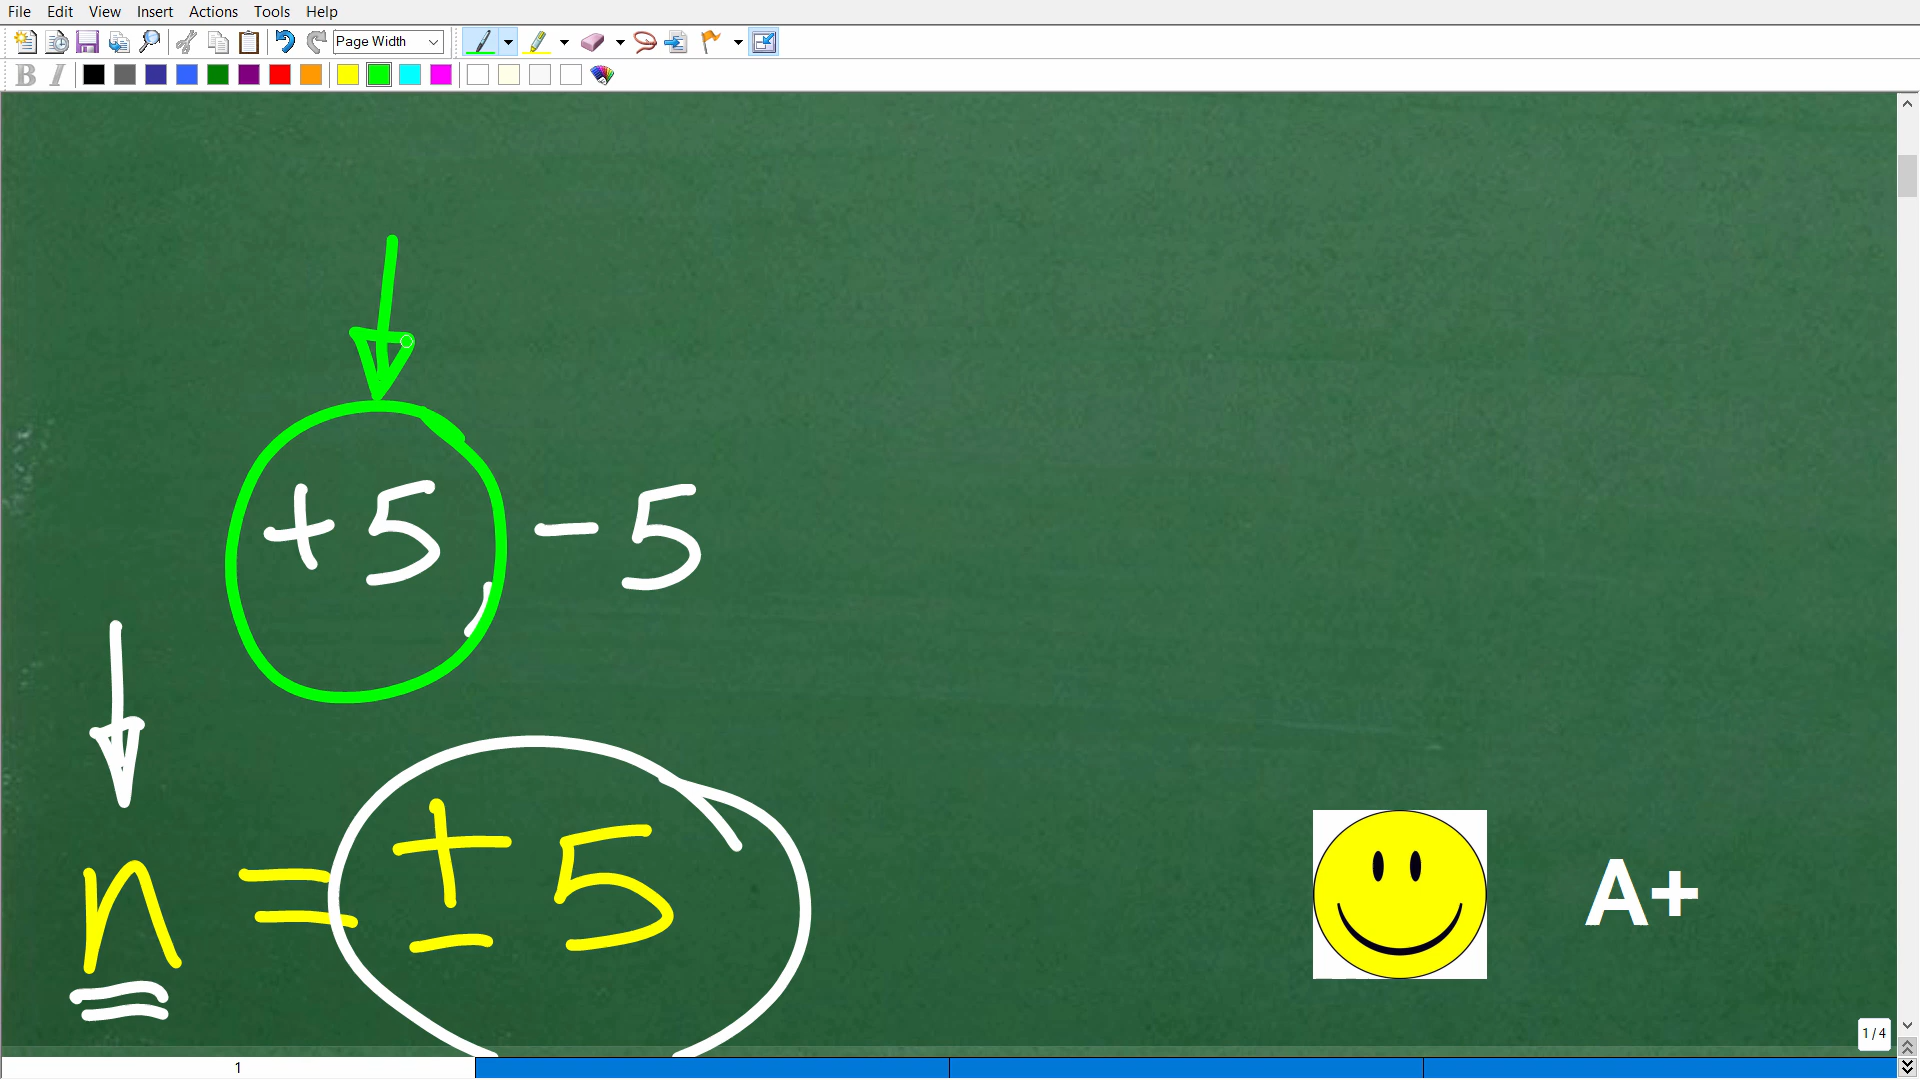 File Edit View Insert Actions Tools Help
Page Width
B I
+5, -5
n = ±5
A+
1 / 4
1